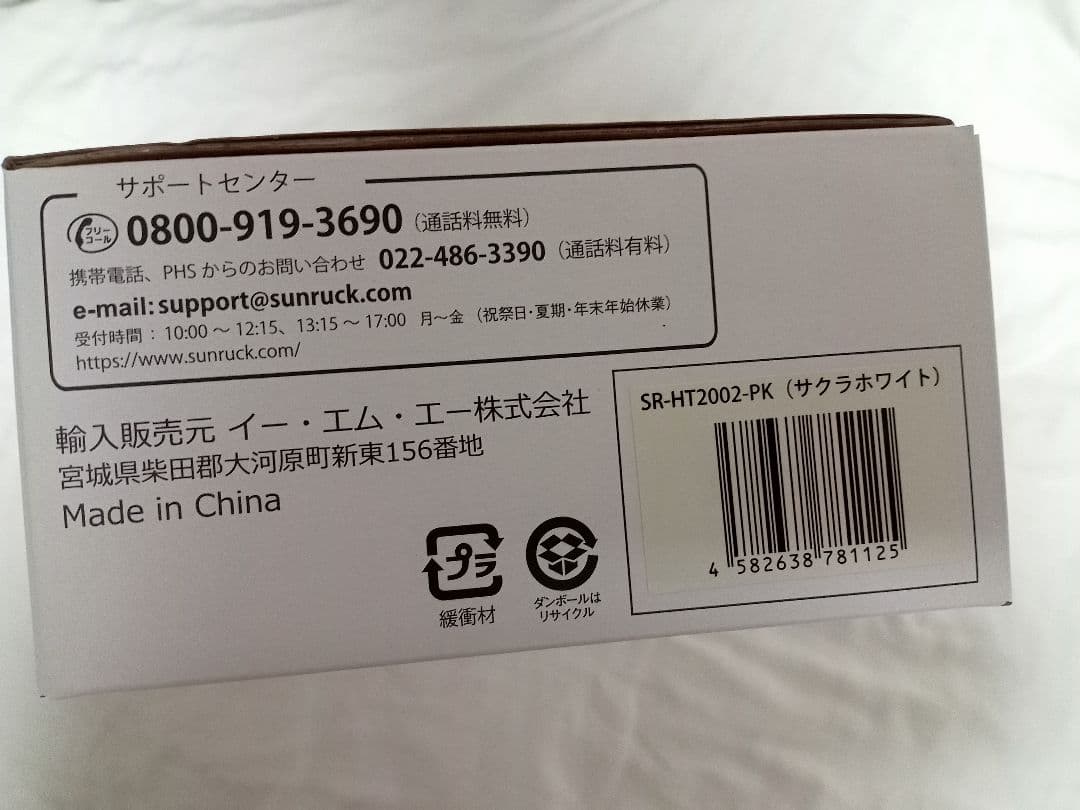 サポートセンター
フリーコール 0800-919-3690（通話料無料）
携帯電話、PHSからのお問い合わせ 022-486-3390（通話料有料）
e-mail:support@sunruck.com
受付時間：10:00～12:15、13:15～17:00 月～金（祝祭日･夏期･年末年始休業）
https://www.sunruck.com/
輸入販売元 イー・エム・エー株式会社
宮城県柴田郡大河原町新東156番地
Made in China
プラ
緩衝材
ダンボールは
リサイクル
SR-HT2002-PK（サクラホワイト）
4 582638 781125